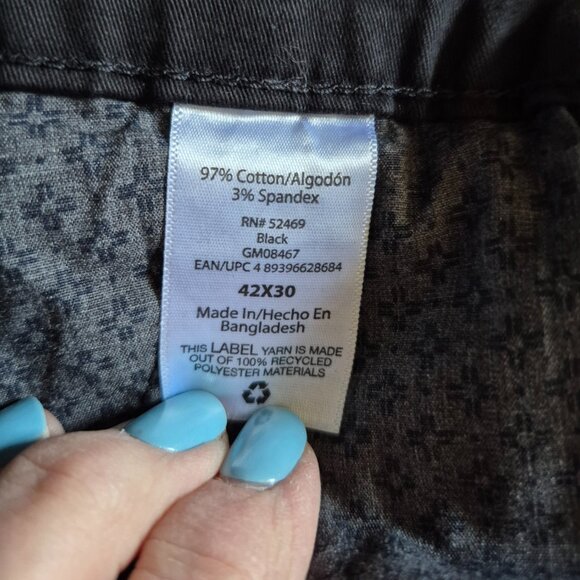 97% Cotton/Algodón
3% Spandex
RN# 52469
Black
GM08467
EAN/UPC 4 89396628684
42X30
Made In/Hecho En
Bangladesh
THIS LABEL YARN IS MADE
OUT OF 100% RECYCLED
POLYESTER MATERIALS